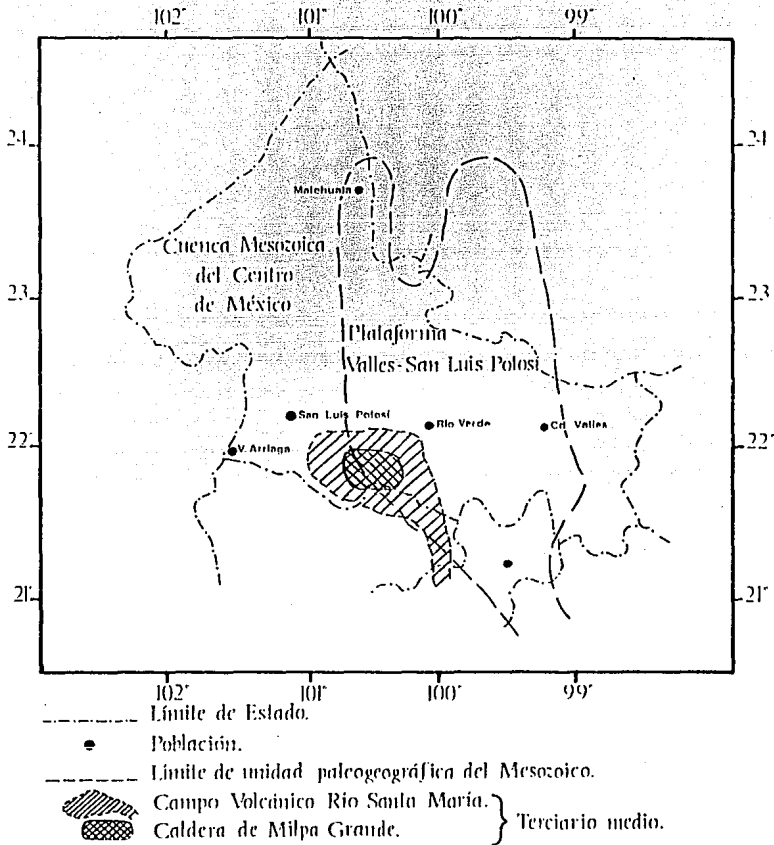 102° 101° 100° 99°
24 24
Matehuala
Cuenca Mesozoica
del Centro
de México
23 23
Plataforma
Valles-San Luis Potosí
San Luis Potosí
Rio Verde
Cd. Valles
22° 22°
V. Arriaga
21° 21°
102° 101° 100° 99°
Límite de Estado.
Población.
Límite de unidad paleogeográfica del Mesozoico.
Campo Volcánico Río Santa María.
Caldera de Milpa Grande.
Terciario medio.